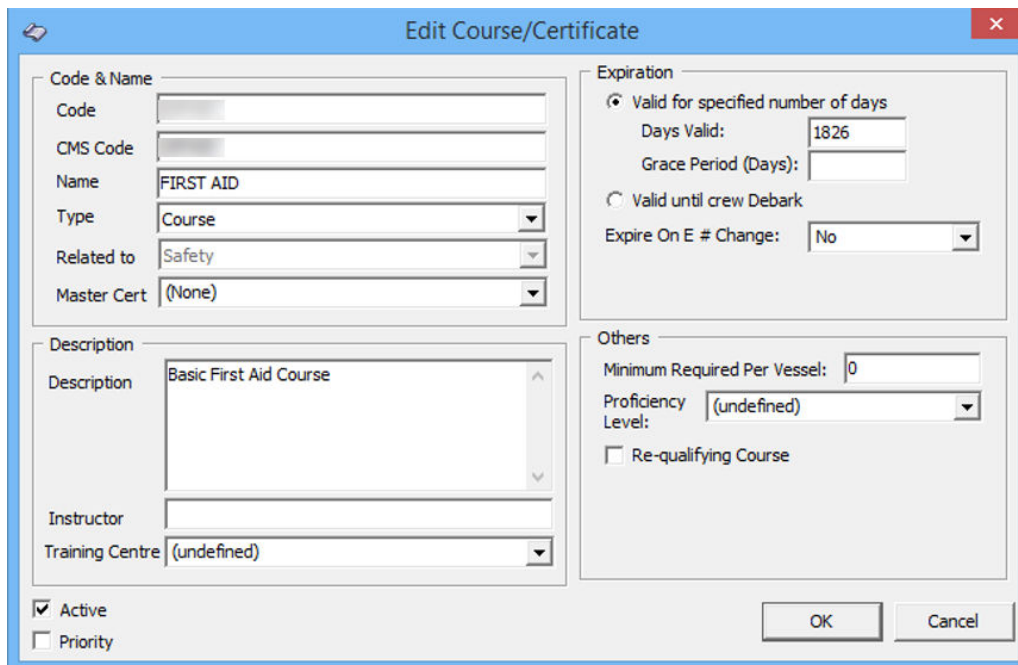 Edit Course/Certificate
Code & Name
Code
CMS Code
Name FIRST AID
Type Course
Related to Safety
Master Cert (None)
Description
Description Basic First Aid Course
Instructor
Training Centre (undefined)
Active
Priority
Expiration
Valid for specified number of days
Days Valid: 1826
Grace Period (Days):
Valid until crew Debark
Expire On E # Change: No
Others
Minimum Required Per Vessel: 0
Proficiency
Level: (undefined)
Re-qualifying Course
OK Cancel